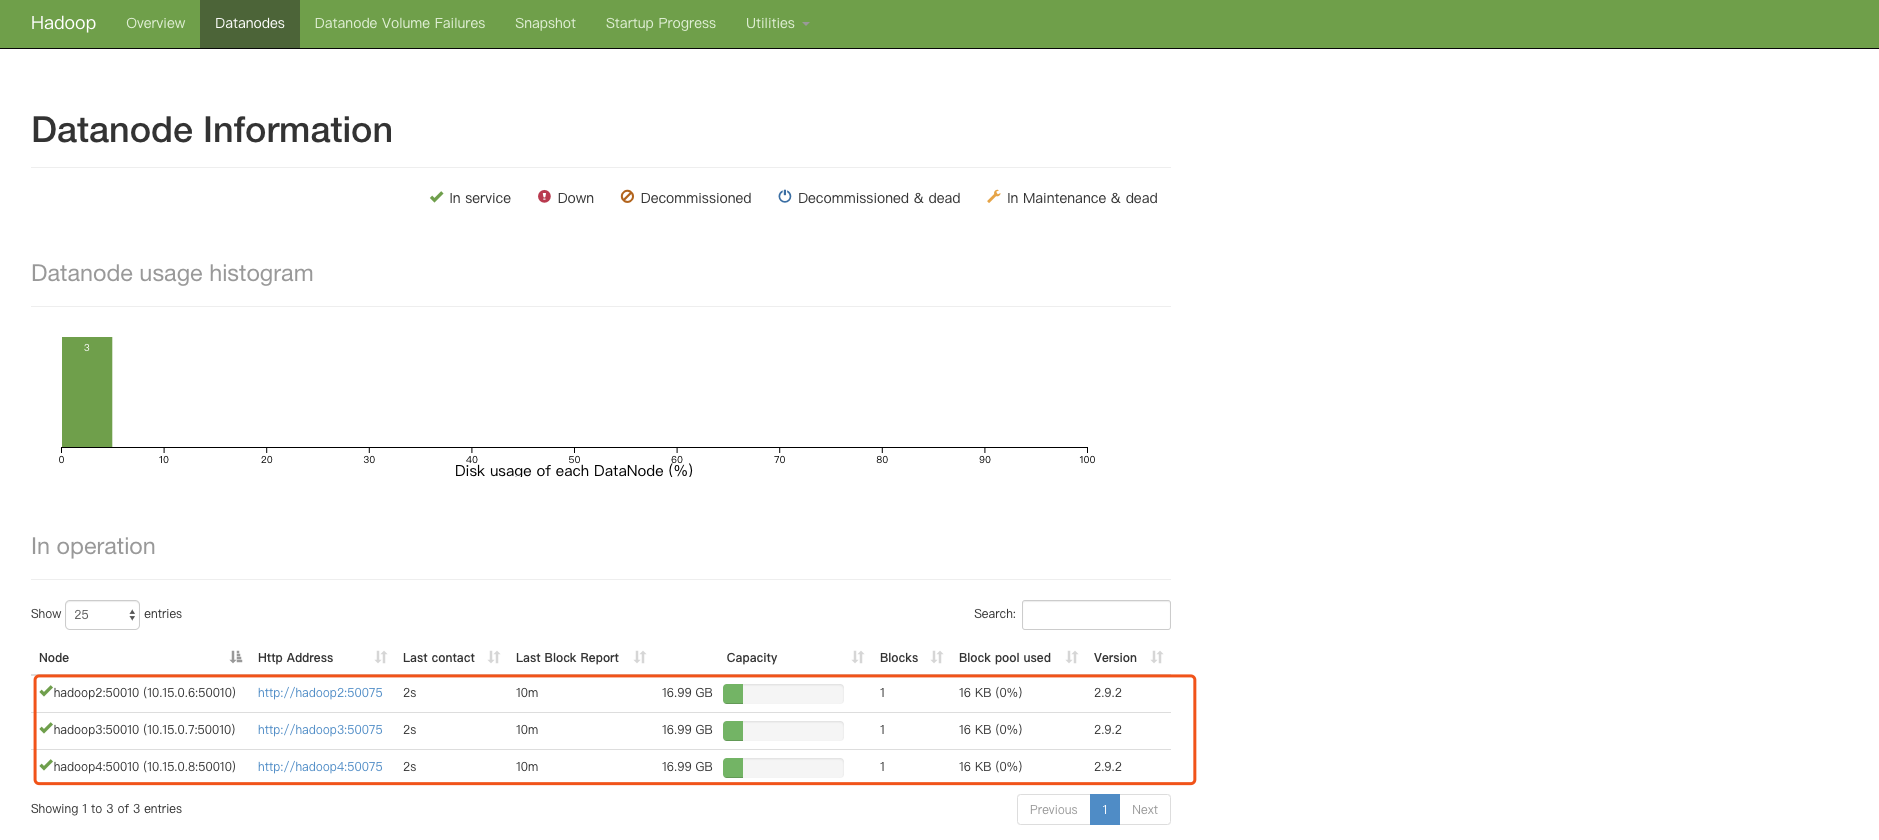 Hadoop Overview Datanodes Datanode Volume Failures Snapshot Startup Progress Utilities
Datanode Information
In service Down Decommissioned Decommissioned & dead In Maintenance & dead
Datanode usage histogram
3
0 10 20 30 40 50 60 70 80 90 100
Disk usage of each DataNode (%)
In operation
Show 25 entries Search:
Node Http Address Last contact Last Block Report Capacity Blocks Block pool used Version
hadoop2:50010 (10.15.0.6:50010) http://hadoop2:50075 2s 10m 16.99 GB 1 16 KB (0%) 2.9.2
hadoop3:50010 (10.15.0.7:50010) http://hadoop3:50075 2s 10m 16.99 GB 1 16 KB (0%) 2.9.2
hadoop4:50010 (10.15.0.8:50010) http://hadoop4:50075 2s 10m 16.99 GB 1 16 KB (0%) 2.9.2
Showing 1 to 3 of 3 entries Previous 1 Next